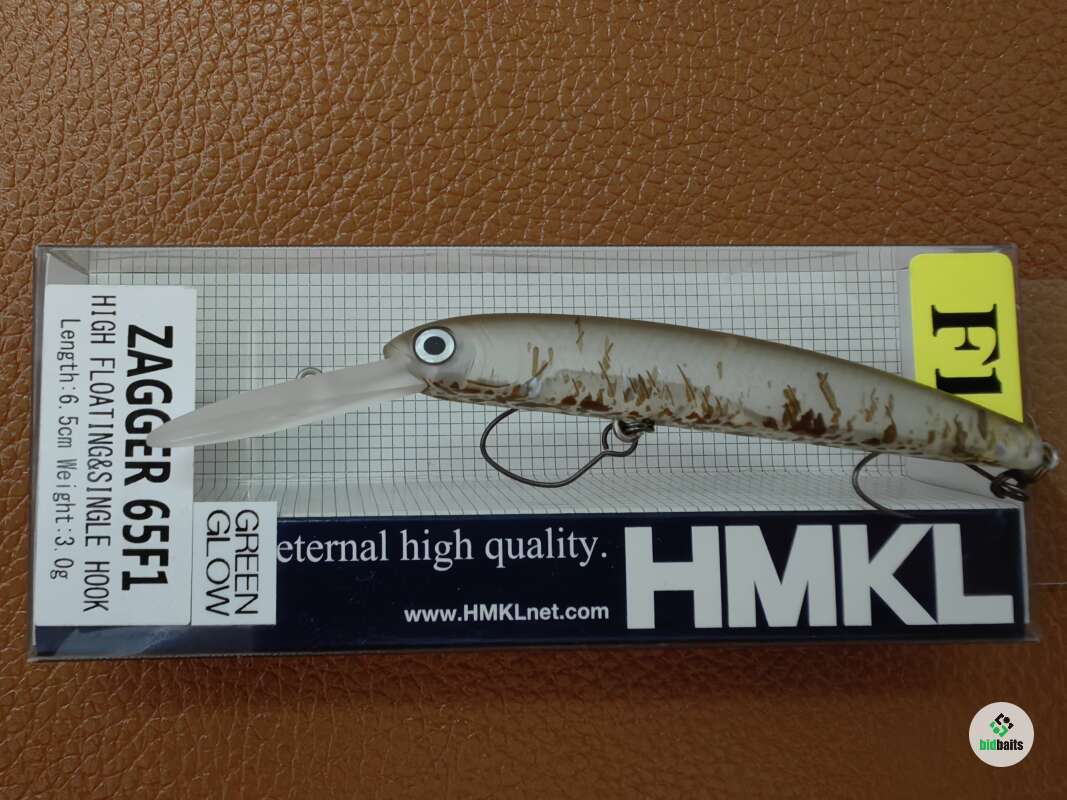 ZAGGER 65F1
HIGH FLOATING&SINGLE HOOK
Length:6.5cm Weight:3.0g
GREEN
GLOW
F1
eternal high quality.
www.HMKLnet.com
HMKL
bidbaits